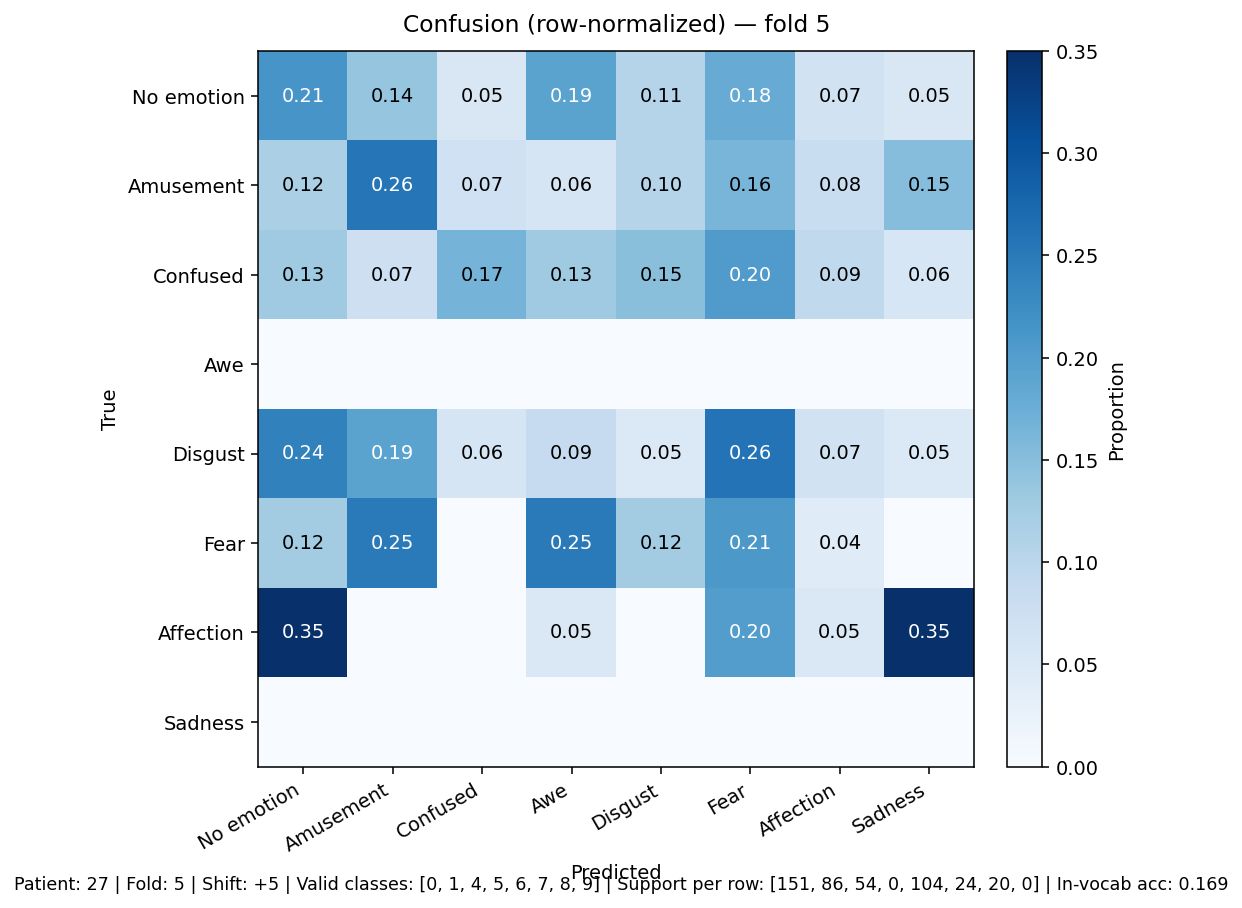 Confusion (row-normalized) — fold 5
No emotion 0.21 0.14 0.05 0.19 0.11 0.18 0.07 0.05
Amusement 0.12 0.26 0.07 0.06 0.10 0.16 0.08 0.15
Confused 0.13 0.07 0.17 0.13 0.15 0.20 0.09 0.06
Awe
Disgust 0.24 0.19 0.06 0.09 0.05 0.26 0.07 0.05
Fear 0.12 0.25 0.25 0.12 0.21 0.04
Affection 0.35 0.05 0.20 0.05 0.35
Sadness
True
No emotion Amusement Confused Awe Disgust Fear Affection Sadness
Predicted
0.35
0.30
0.25
0.20
0.15
0.10
0.05
0.00
Proportion
Patient: 27 | Fold: 5 | Shift: +5 | Valid classes: [0, 1, 4, 5, 6, 7, 8, 9] | Support per row: [151, 86, 54, 0, 104, 24, 20, 0] | In-vocab acc: 0.169